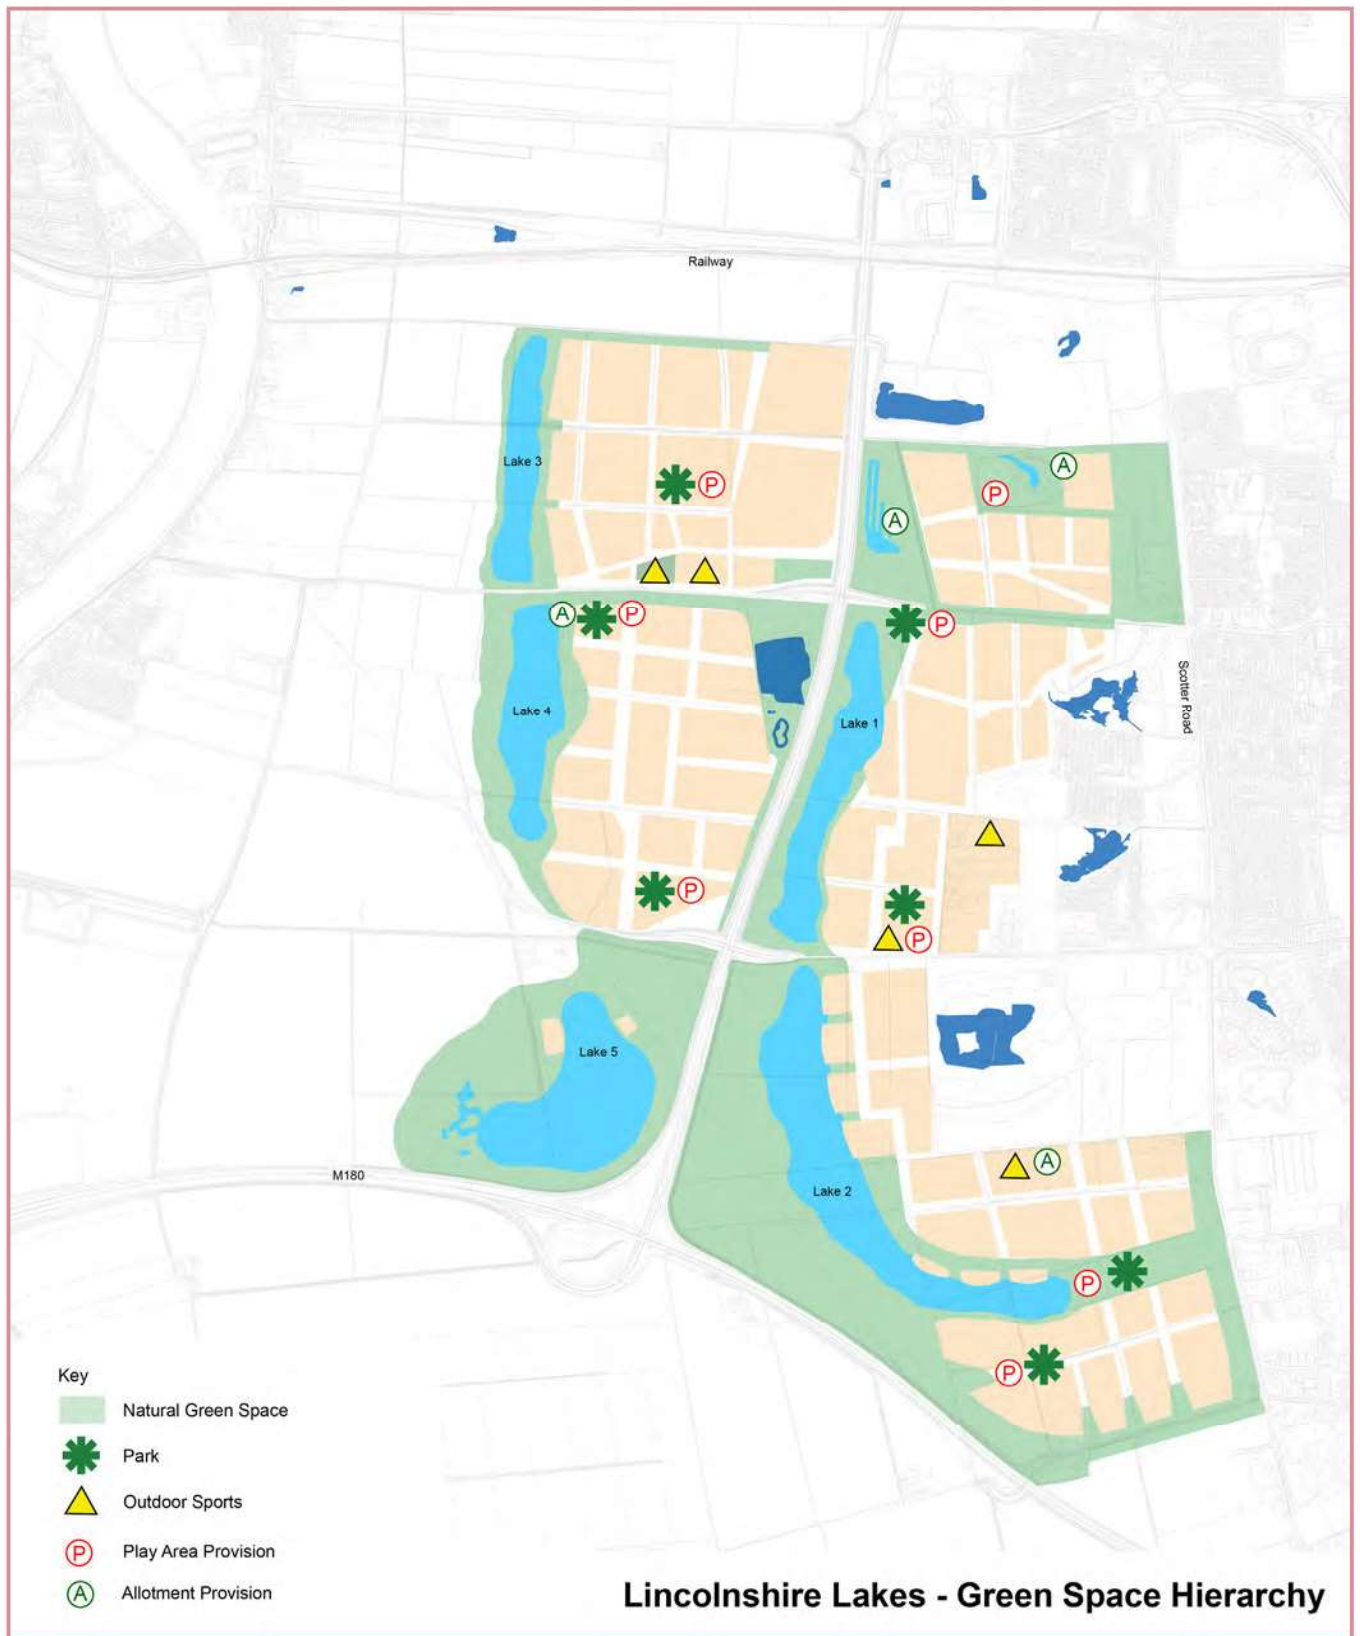 Railway
Lake 3
P
A
P
A
A
P
P
Lake 4
Lake 1
Scotter Road
P
P
Lake 5
M180
A
Lake 2
P
P
Key
Natural Green Space
Park
Outdoor Sports
P Play Area Provision
A Allotment Provision
Lincolnshire Lakes - Green Space Hierarchy